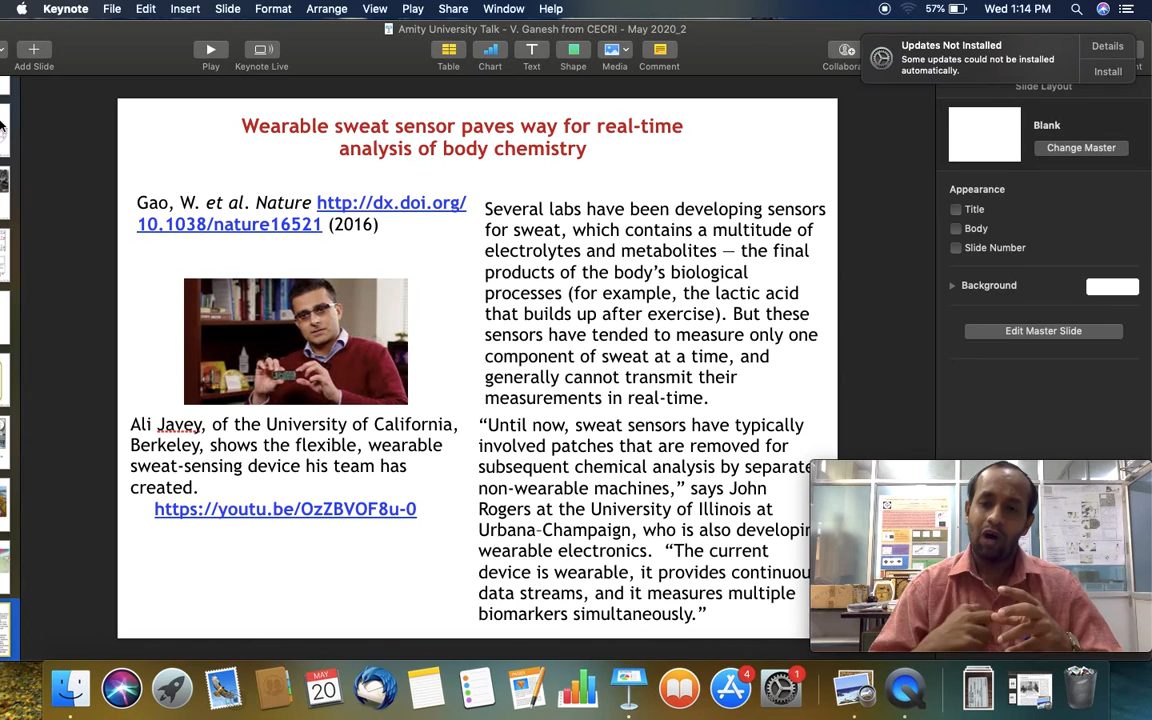 Keynote File Edit Insert Slide Format Arrange View Play Share Window Help 57% Wed 1:14 PM
Amity University Talk - V. Ganesh from CECRI - May 2020_2
Add Slide Play Keynote Live Table Chart Text Shape Media Comment Collabora
Updates Not Installed
Some updates could not be installed
automatically.
Details
Install
Slide Layout
Blank
Change Master
Appearance
Title
Body
Slide Number
Background
Edit Master Slide
Wearable sweat sensor paves way for real-time
analysis of body chemistry
Gao, W. et al. Nature http://dx.doi.org/
10.1038/nature16521 (2016)
Ali Javey, of the University of California,
Berkeley, shows the flexible, wearable
sweat-sensing device his team has
created.
https://youtu.be/OzZBVOF8u-0
Several labs have been developing sensors
for sweat, which contains a multitude of
electrolytes and metabolites — the final
products of the body’s biological
processes (for example, the lactic acid
that builds up after exercise). But these
sensors have tended to measure only one
component of sweat at a time, and
generally cannot transmit their
measurements in real-time.
“Until now, sweat sensors have typically
involved patches that are removed for
subsequent chemical analysis by separate
non-wearable machines,” says John
Rogers at the University of Illinois at
Urbana–Champaign, who is also developin
wearable electronics. “The current
device is wearable, it provides continuou
data streams, and it measures multiple
biomarkers simultaneously.”
MAY
20
4
1